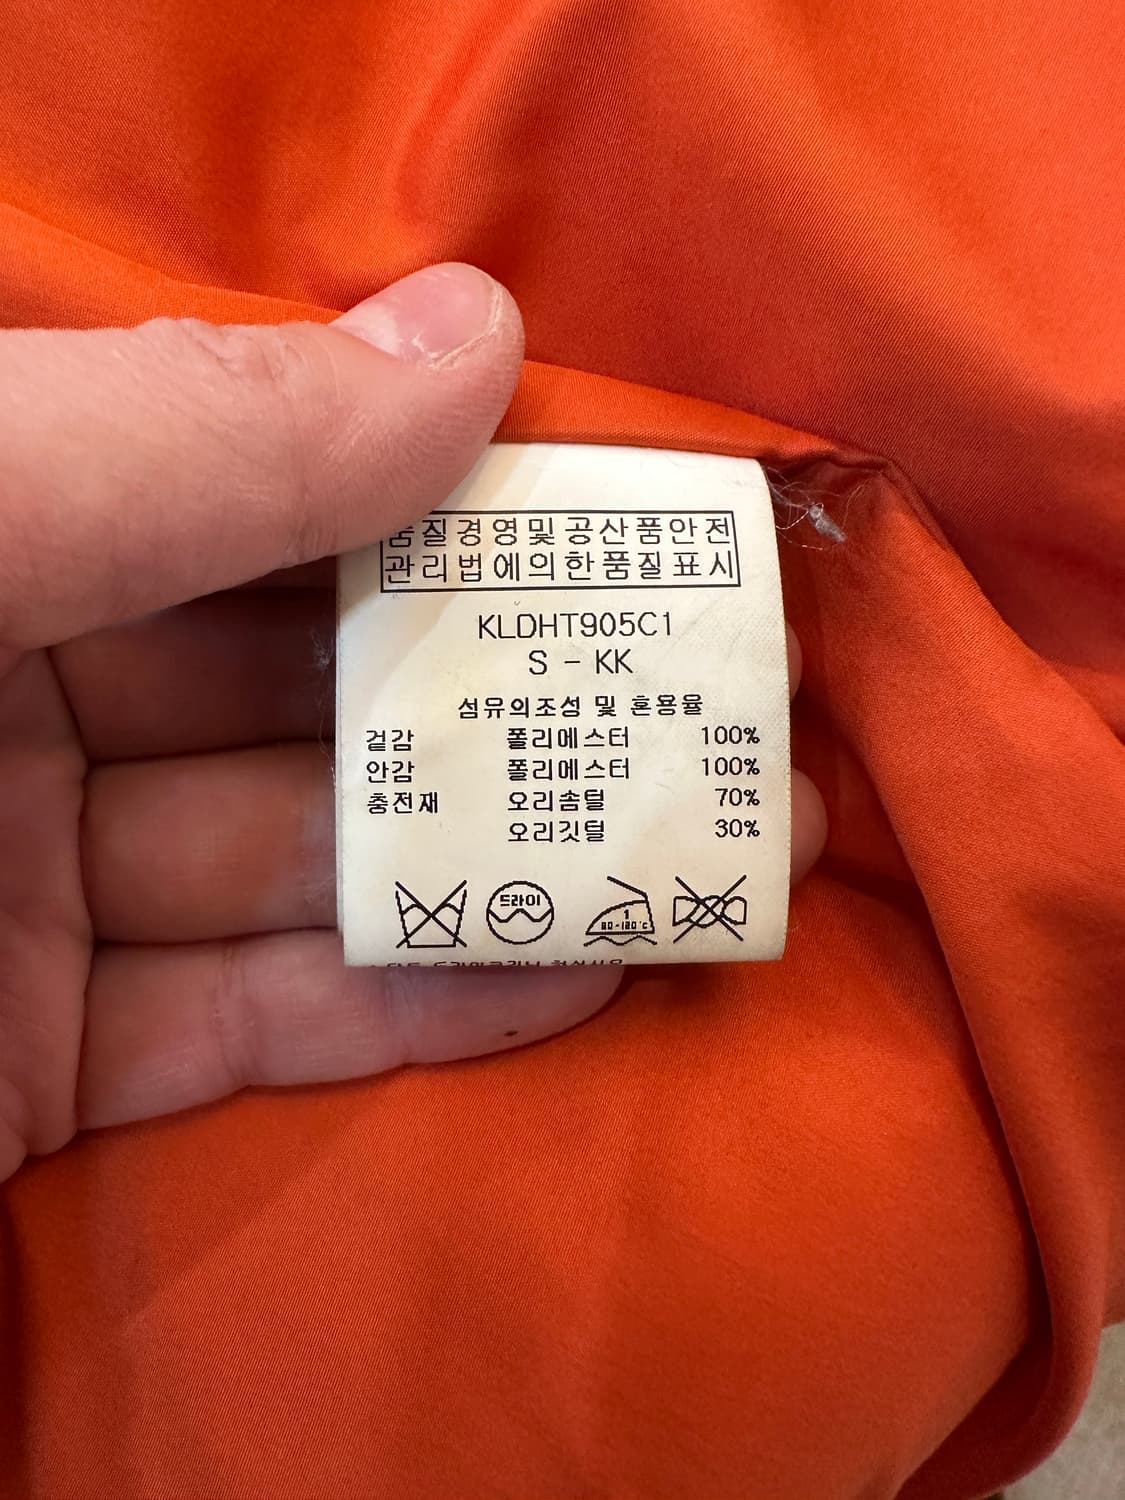 품질경영및공산품안전
관리법에의한품질표시
KLDHT905C1
S - KK
섬유의조성 및 혼용율
겉감 폴리에스터 100%
안감 폴리에스터 100%
충전재 오리솜털 70%
오리깃털 30%
드라이
1
80-120℃